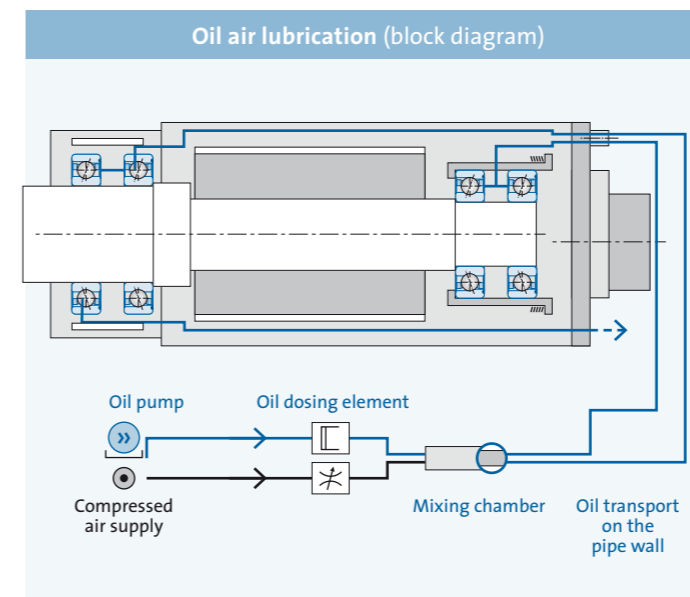 Oil air lubrication (block diagram)
Oil pump
Oil dosing element
Compressed
air supply
Mixing chamber
Oil transport
on the
pipe wall